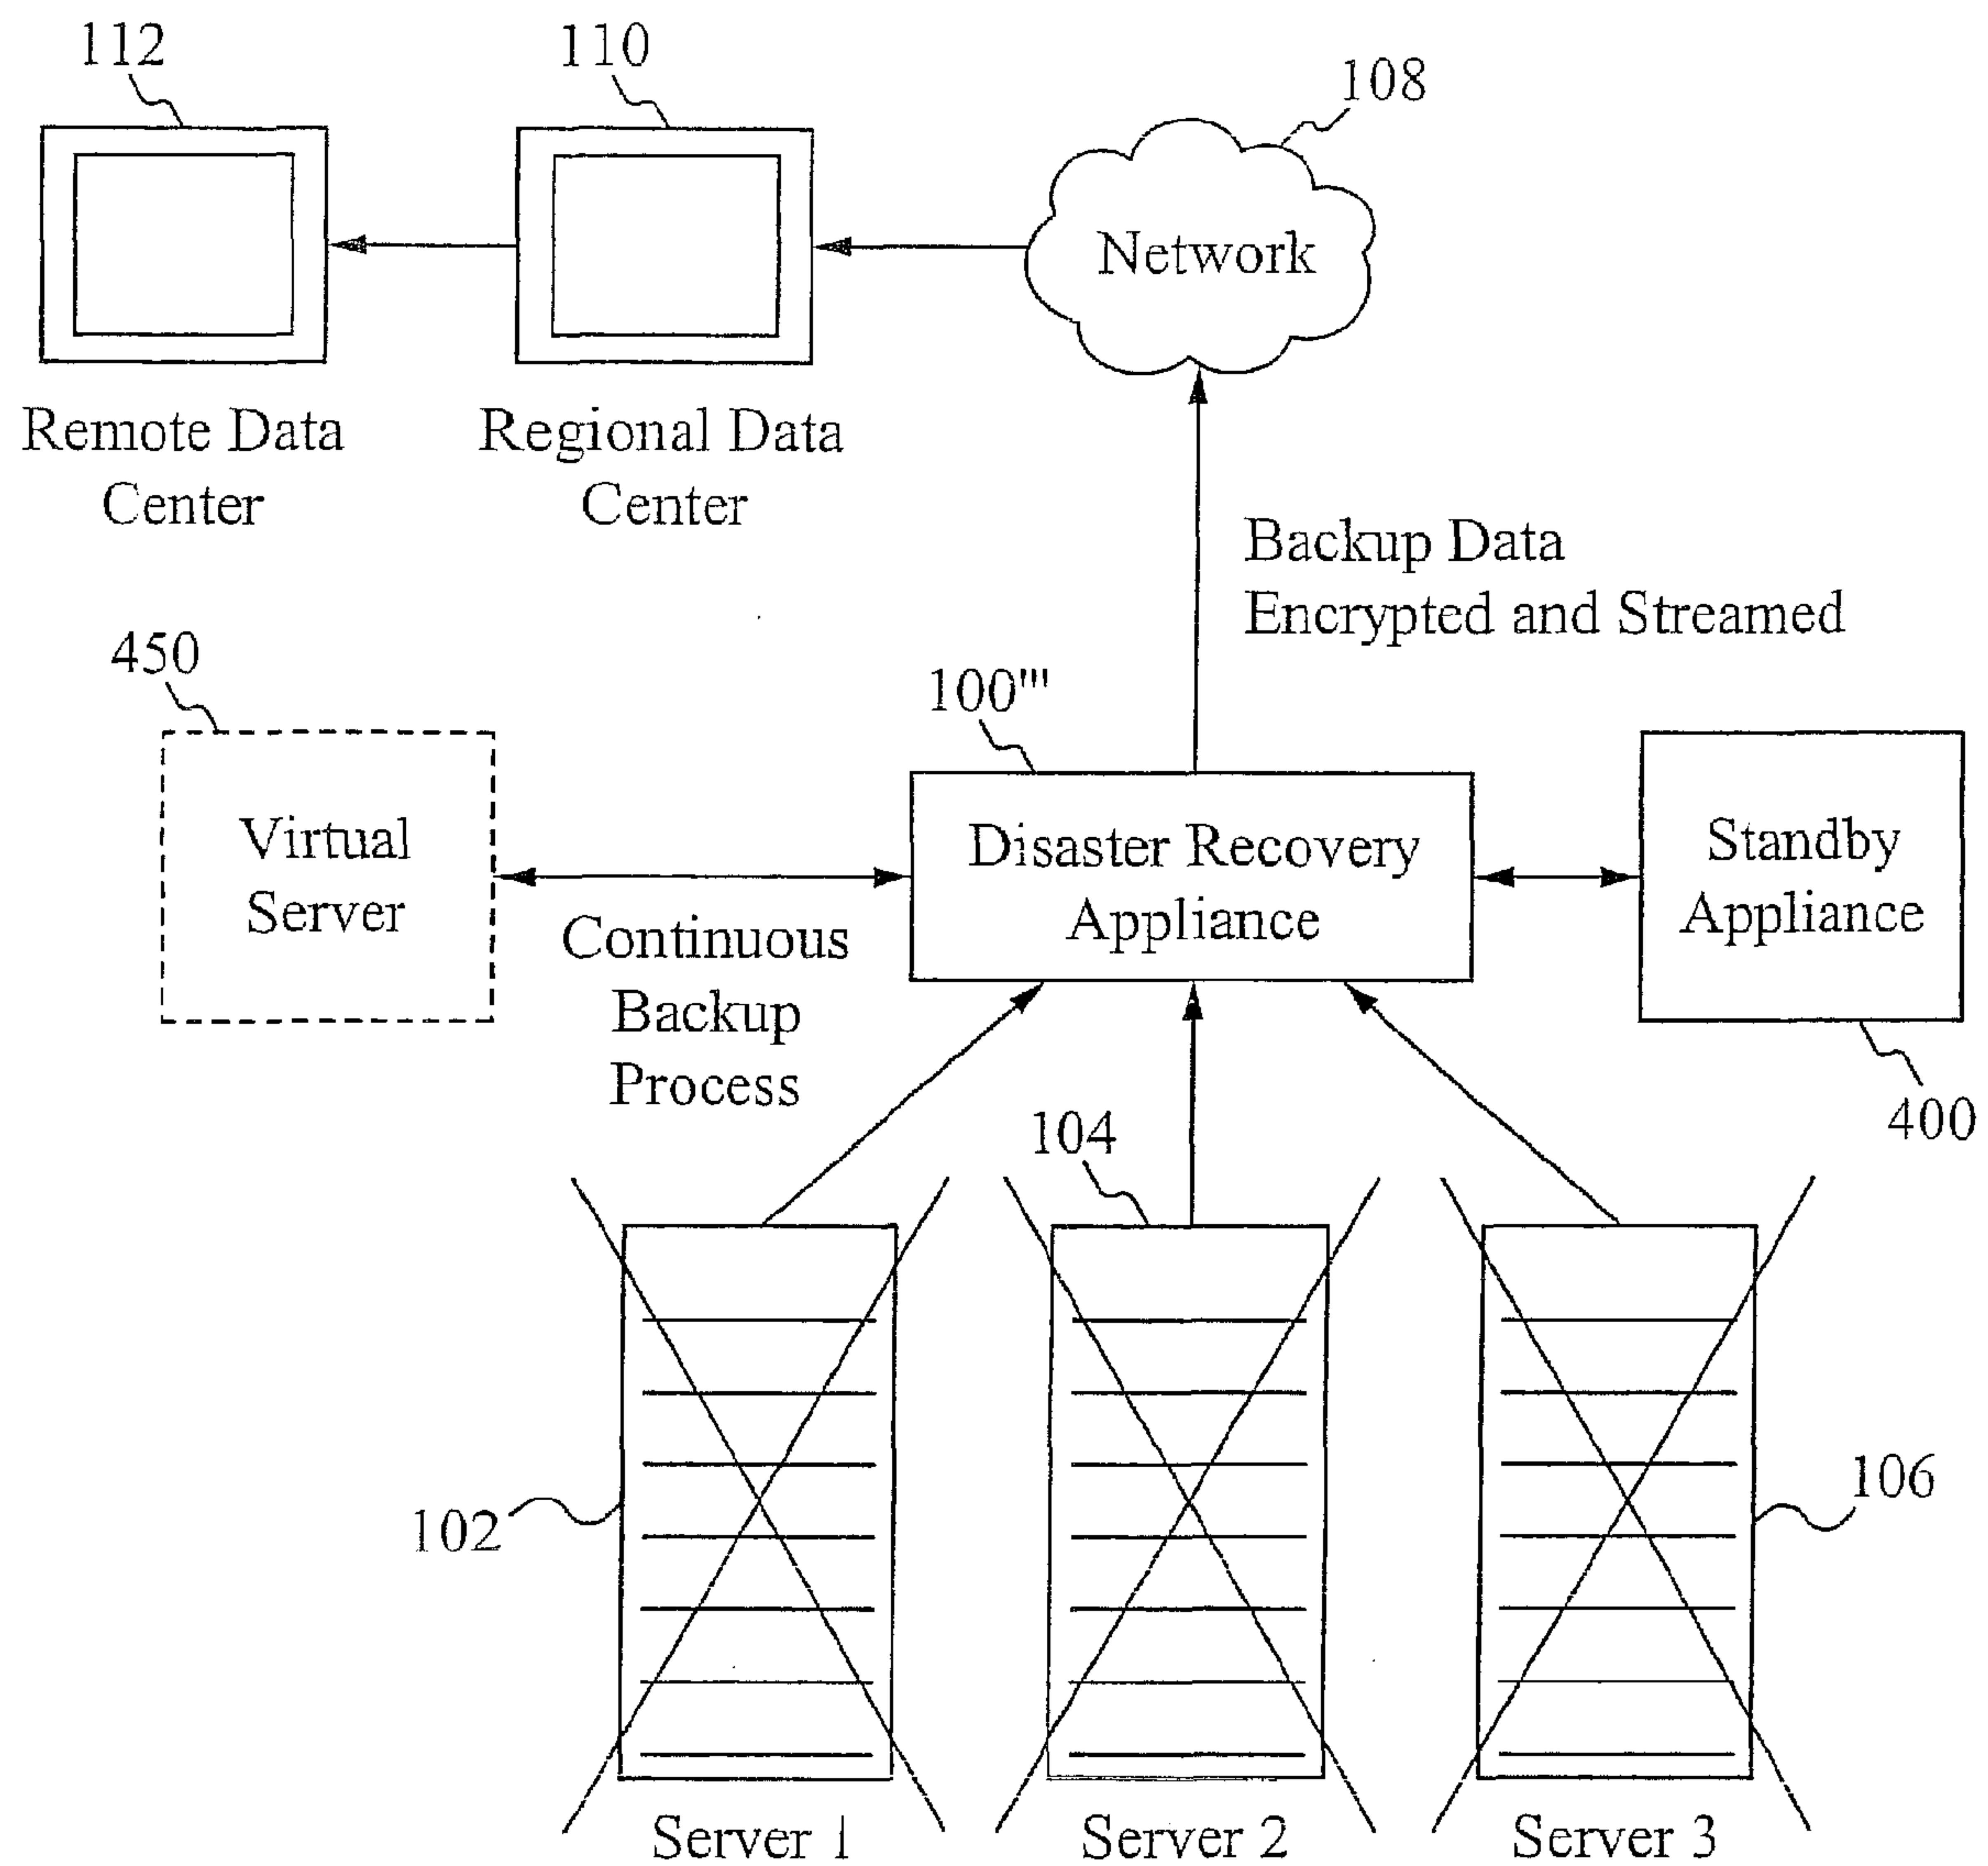 112
110
108
Network
Remote Data
Center
Regional Data
Center
Backup Data
Encrypted and Streamed
450
100'''
Virtual
Server
Disaster Recovery
Appliance
Standby
Appliance
Continuous
Backup
Process
400
104
102
106
Server 1
Server 2
Server 3